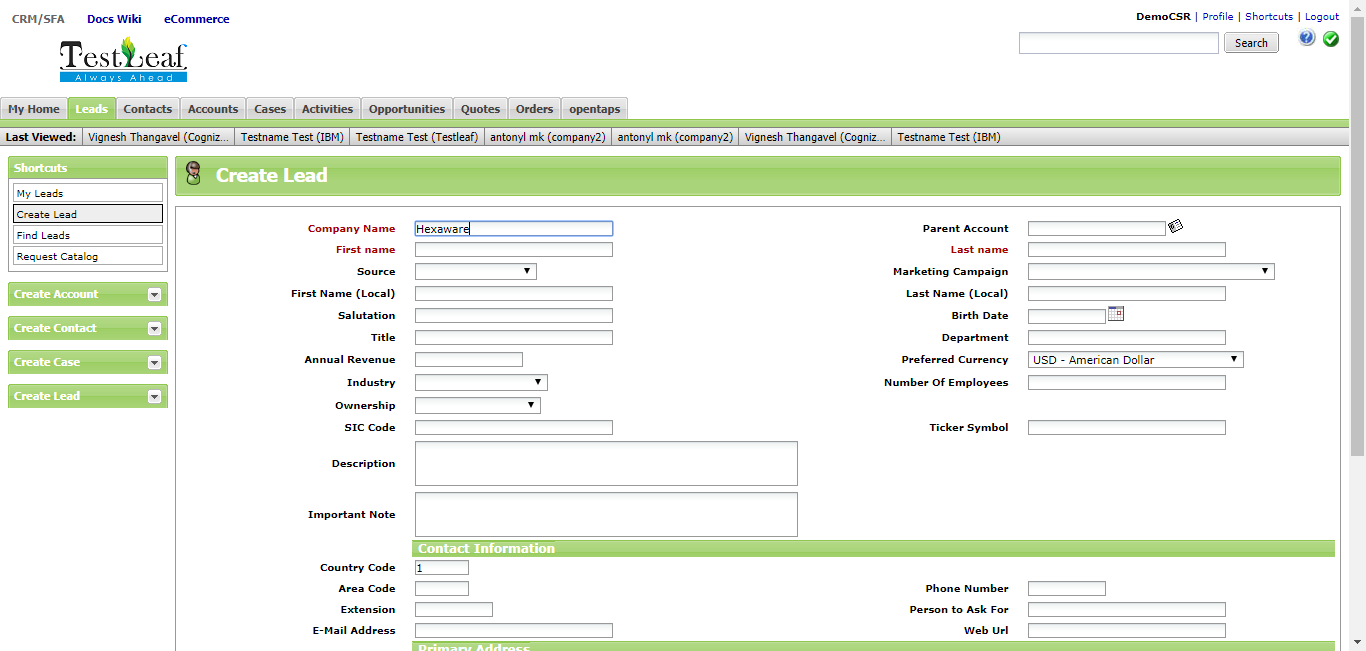 CRM/SFA Docs Wiki eCommerce
DemoCSR | Profile | Shortcuts | Logout
TestLeaf
Always Ahead
Search
My Home Leads Contacts Accounts Cases Activities Opportunities Quotes Orders opentaps
Last Viewed: Vignesh Thangavel (Cogniz... Testname Test (IBM) Testname Test (Testleaf) antonyl mk (company2) antonyl mk (company2) Vignesh Thangavel (Cogniz... Testname Test (IBM)
Shortcuts
My Leads
Create Lead
Find Leads
Request Catalog
Create Account
Create Contact
Create Case
Create Lead
Create Lead
Company Name Hexaware Parent Account
First name Last name
Source Marketing Campaign
First Name (Local) Last Name (Local)
Salutation Birth Date
Title Department
Annual Revenue Preferred Currency USD - American Dollar
Industry Number Of Employees
Ownership
SIC Code Ticker Symbol
Description
Important Note
Contact Information
Country Code 1
Area Code Phone Number
Extension Person to Ask For
E-Mail Address Web Url
Primary Address